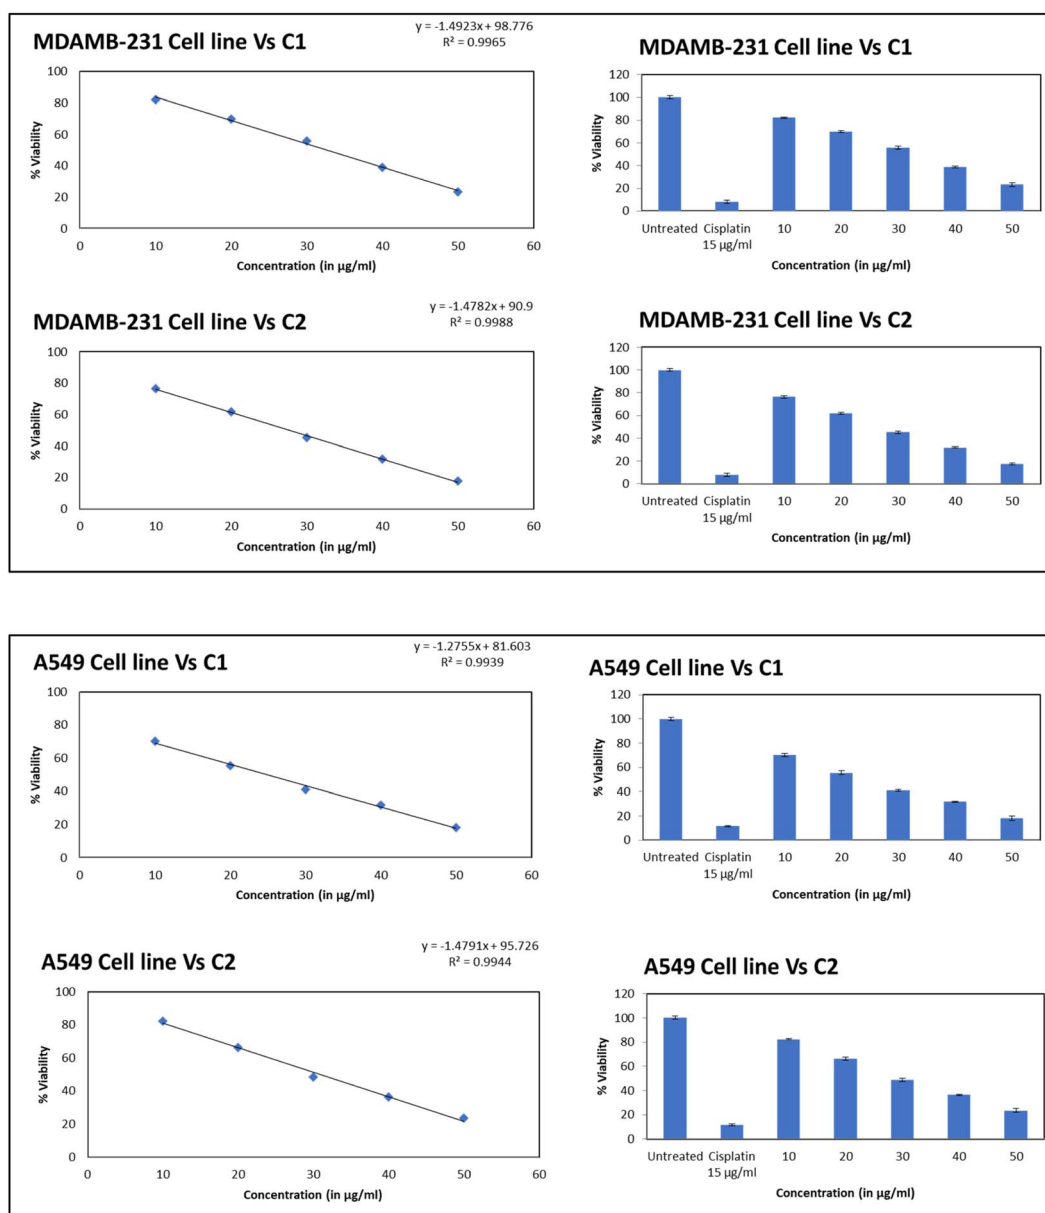 y = -1.4923x + 98.776
R² = 0.9965
MDAMB-231 Cell line Vs C1
100
80
60
40
20
0
% Viability
0 10 20 30 40 50 60
Concentration (in µg/ml)
MDAMB-231 Cell line Vs C1
120
100
80
60
40
20
0
% Viability
Untreated Cisplatin 10 20 30 40 50
15 µg/ml
Concentration (in µg/ml)
y = -1.4782x + 90.9
R² = 0.9988
MDAMB-231 Cell line Vs C2
100
80
60
40
20
0
% Viability
0 10 20 30 40 50 60
Concentration (in µg/ml)
MDAMB-231 Cell line Vs C2
120
100
80
60
40
20
0
% Viability
Untreated Cisplatin 10 20 30 40 50
15 µg/ml
Concentration (in µg/ml)
y = -1.2755x + 81.603
R² = 0.9939
A549 Cell line Vs C1
100
80
60
40
20
0
% Viability
0 10 20 30 40 50 60
Concentration (in µg/ml)
A549 Cell line Vs C1
120
100
80
60
40
20
0
% Viability
Untreated Cisplatin 10 20 30 40 50
15 µg/ml
Concentration (in µg/ml)
y = -1.4791x + 95.726
R² = 0.9944
A549 Cell line Vs C2
100
80
60
40
20
0
% Viability
0 10 20 30 40 50 60
Concentration (in µg/ml)
A549 Cell line Vs C2
120
100
80
60
40
20
0
% Viability
Untreated Cisplatin 10 20 30 40 50
15 µg/ml
Concentration (in µg/ml)